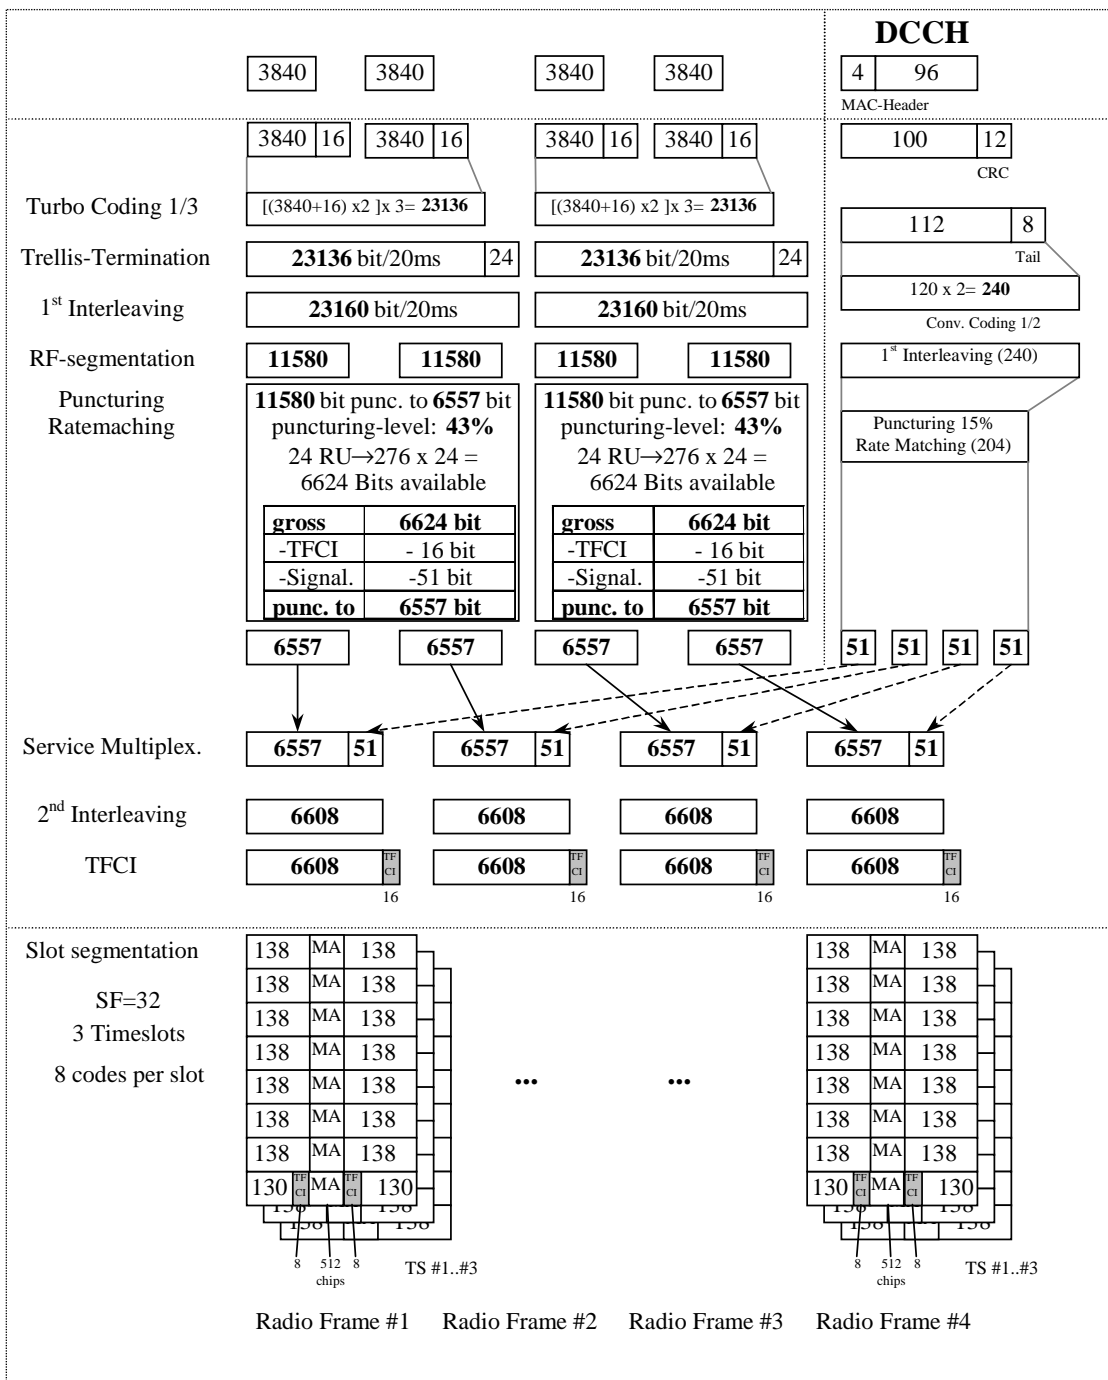 DCCH
3840 3840 3840 3840 4 96
MAC-Header
3840 16 3840 16 3840 16 3840 16 100 12
CRC
Turbo Coding 1/3 [(3840+16) x2 ]x 3= 23136 [(3840+16) x2 ]x 3= 23136
112 8
Tail
Trellis-Termination 23136 bit/20ms 24 23136 bit/20ms 24
120 x 2= 240
Conv. Coding 1/2
1st Interleaving 23160 bit/20ms 23160 bit/20ms
RF-segmentation 11580 11580 11580 11580 1st Interleaving (240)
Puncturing
Ratemaching
11580 bit punc. to 6557 bit
puncturing-level: 43%
24 RU→276 x 24 =
6624 Bits available
gross 6624 bit
-TFCI - 16 bit
-Signal. -51 bit
punc. to 6557 bit
11580 bit punc. to 6557 bit
puncturing-level: 43%
24 RU→276 x 24 =
6624 Bits available
gross 6624 bit
-TFCI - 16 bit
-Signal. -51 bit
punc. to 6557 bit
Puncturing 15%
Rate Matching (204)
6557 6557 6557 6557 51 51 51 51
Service Multiplex. 6557 51 6557 51 6557 51 6557 51
2nd Interleaving 6608 6608 6608 6608
TFCI 6608 TF CI 6608 TF CI 6608 TF CI 6608 TF CI
16 16 16 16
Slot segmentation
SF=32
3 Timeslots
8 codes per slot
138 MA 138
138 MA 138
138 MA 138
138 MA 138
138 MA 138
138 MA 138
138 MA 138
130 TF CI MA TF CI 130
138 138
138 138
8 512 8
chips
TS #1..#3
... ...
138 MA 138
138 MA 138
138 MA 138
138 MA 138
138 MA 138
138 MA 138
138 MA 138
130 TF CI MA TF CI 130
138 138
138 138
8 512 8
chips
TS #1..#3
Radio Frame #1 Radio Frame #2 Radio Frame #3 Radio Frame #4